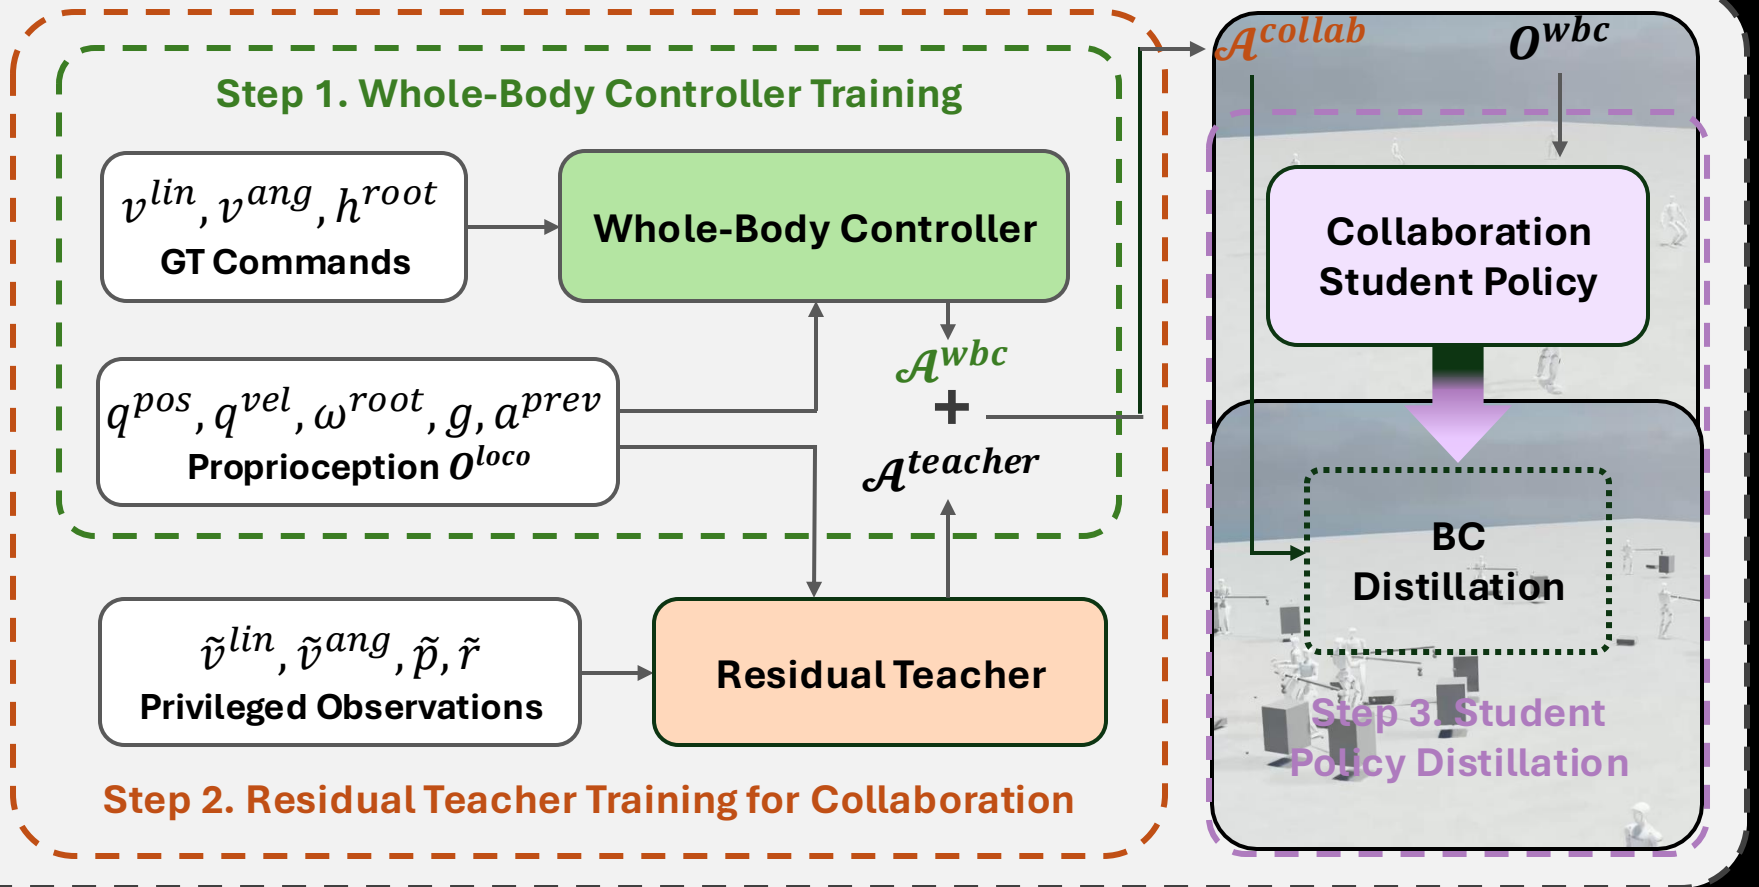 Step 1. Whole-Body Controller Training
v^lin, v^ang, h^root
GT Commands
Whole-Body Controller
q^pos, q^vel, ω^root, g, a^prev
Proprioception O^loco
𝒜^wbc
+
𝒜^teacher
ṽ^lin, ṽ^ang, p̃, r̃
Privileged Observations
Residual Teacher
Step 2. Residual Teacher Training for Collaboration
𝒜^collab
O^wbc
Collaboration
Student Policy
BC
Distillation
Step 3. Student
Policy Distillation